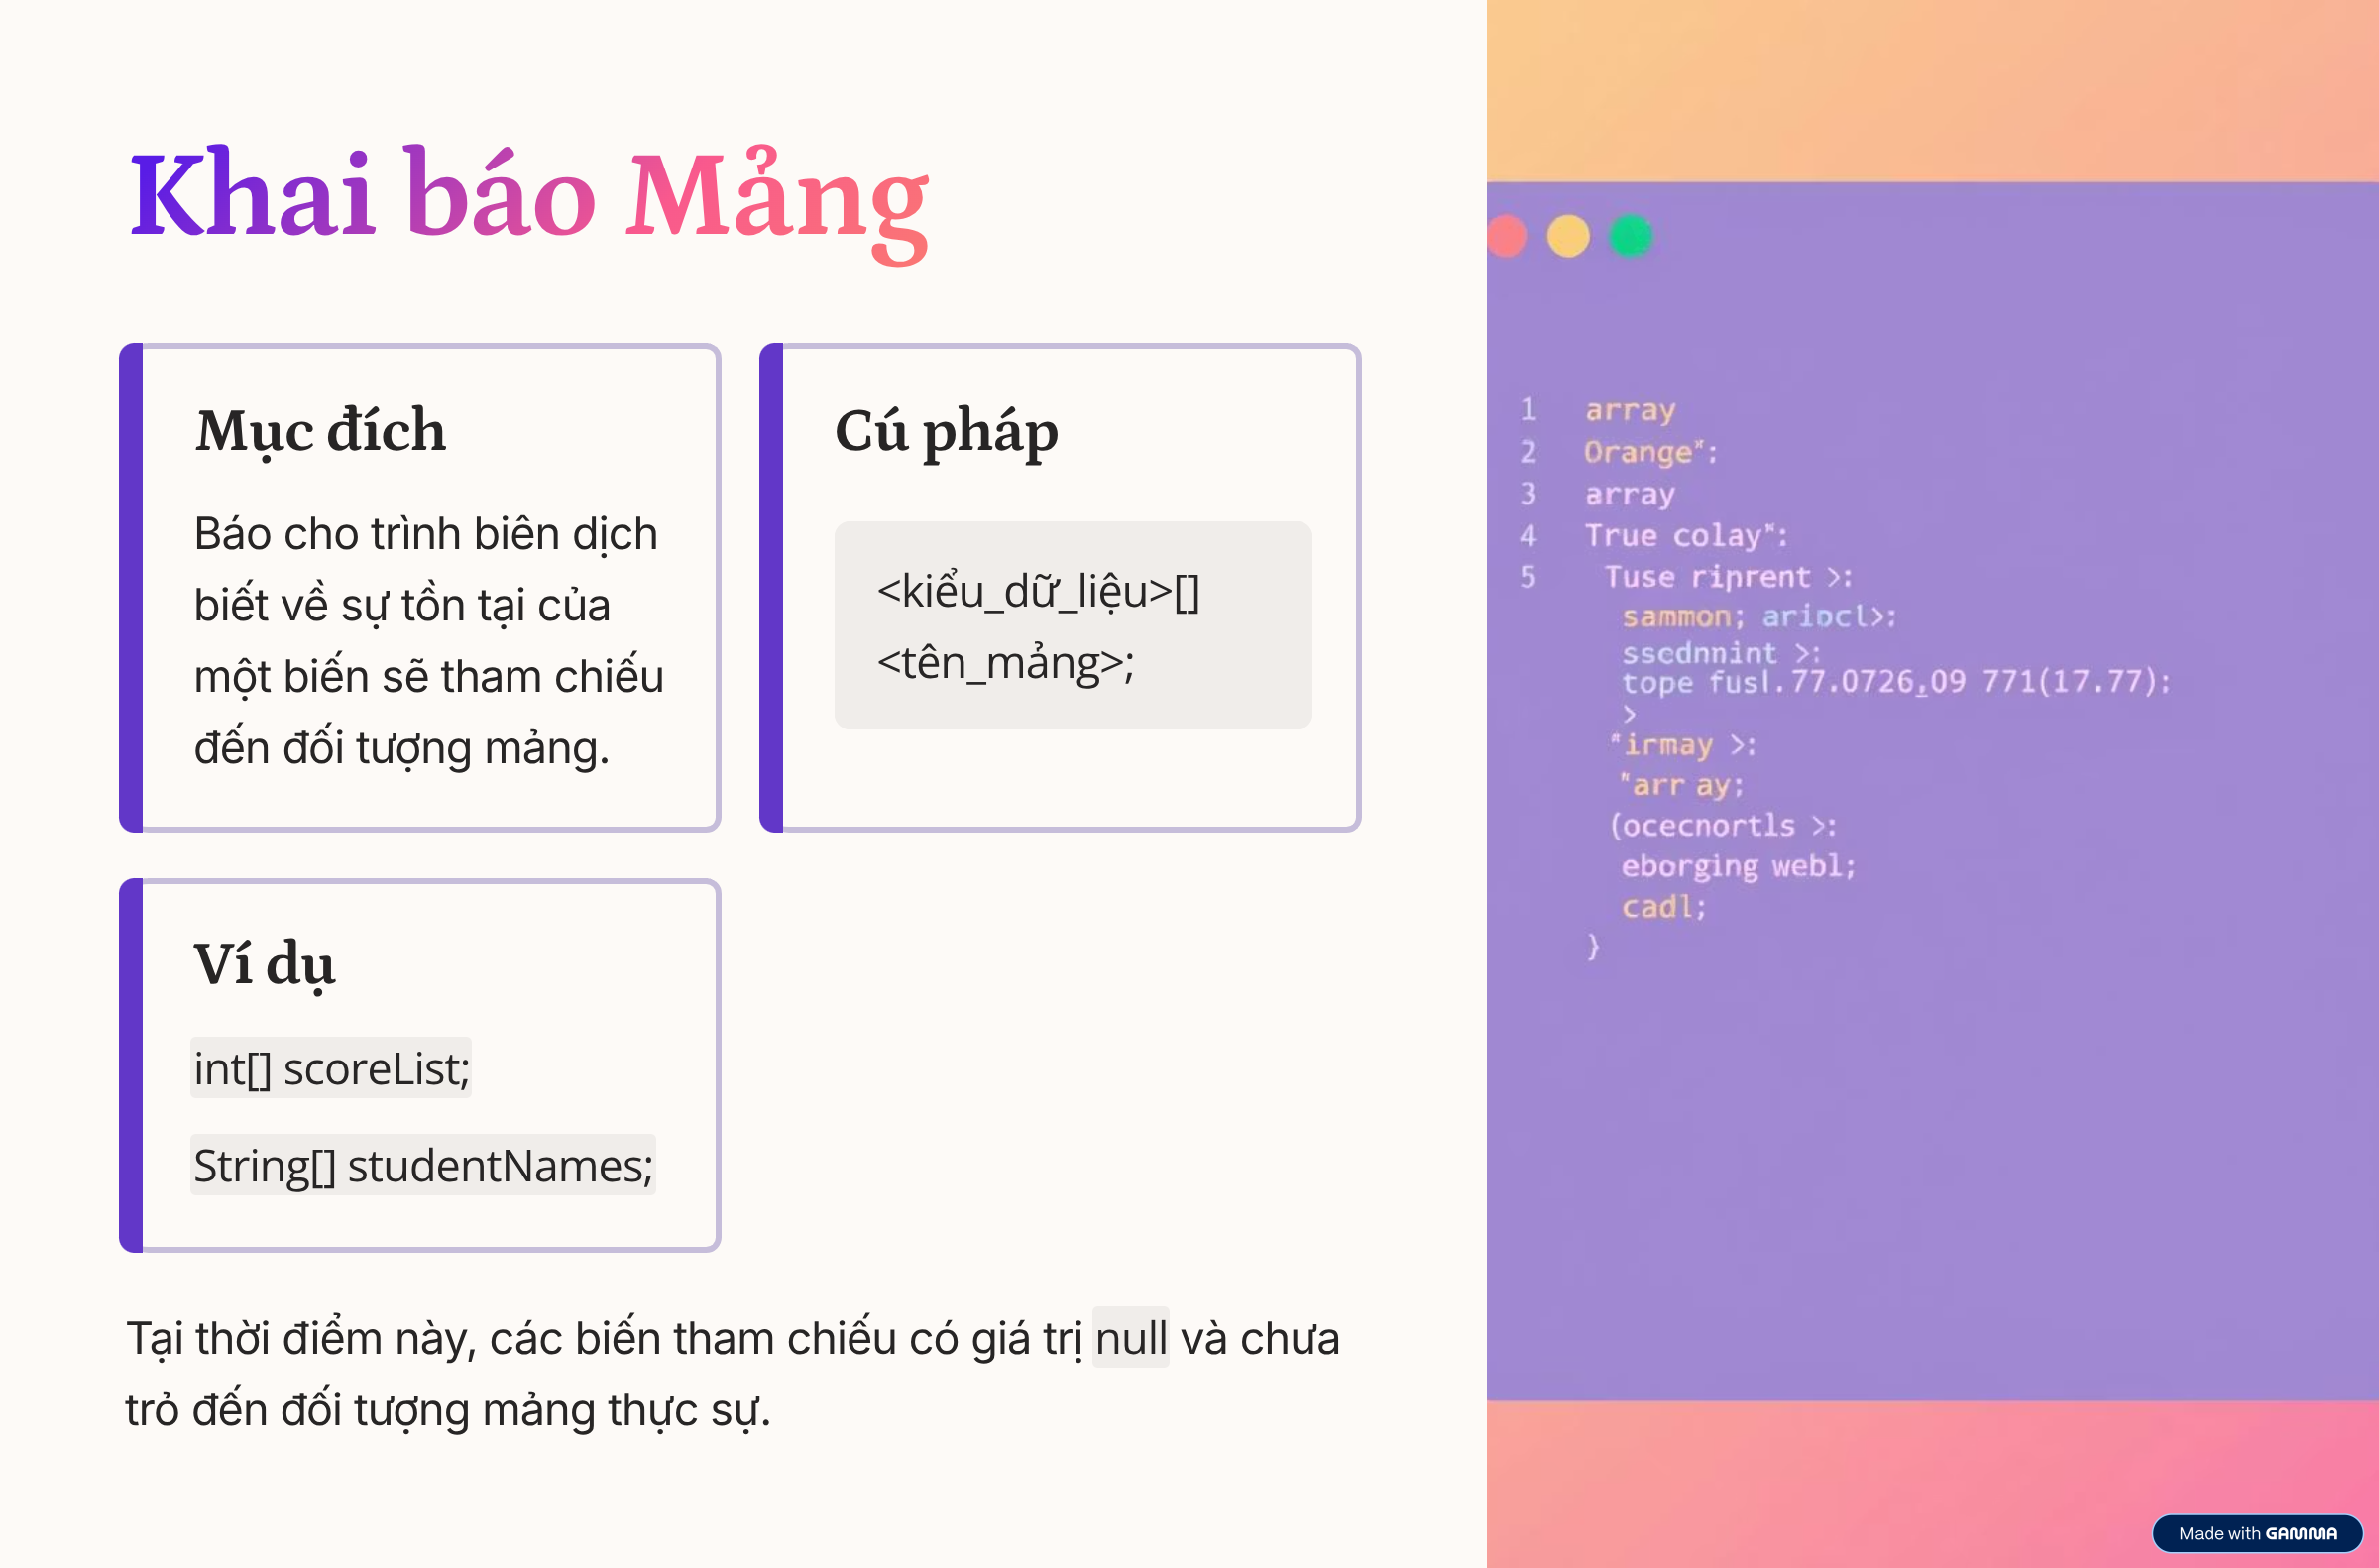 Khai báo Mảng
Mục đích
Báo cho trình biên dịch
biết về sự tồn tại của
một biến sẽ tham chiếu
đến đối tượng mảng.
Cú pháp
<kiểu_dữ_liệu>[]
<tên_mảng>;
Ví dụ
int[] scoreList;
String[] studentNames;
Tại thời điểm này, các biến tham chiếu có giá trị null và chưa
trỏ đến đối tượng mảng thực sự.
1 array
2 Orange":
3 array
4 True colay":
5 Tuse riprent >:
sammon; aripcl>:
ssednnint >:
tope fusl.77.0726,09 771(17.77);
>
"irmay >:
"arr ay;
(ocecnortls >:
eborging webl;
cadl;
}
Made with GAMMA